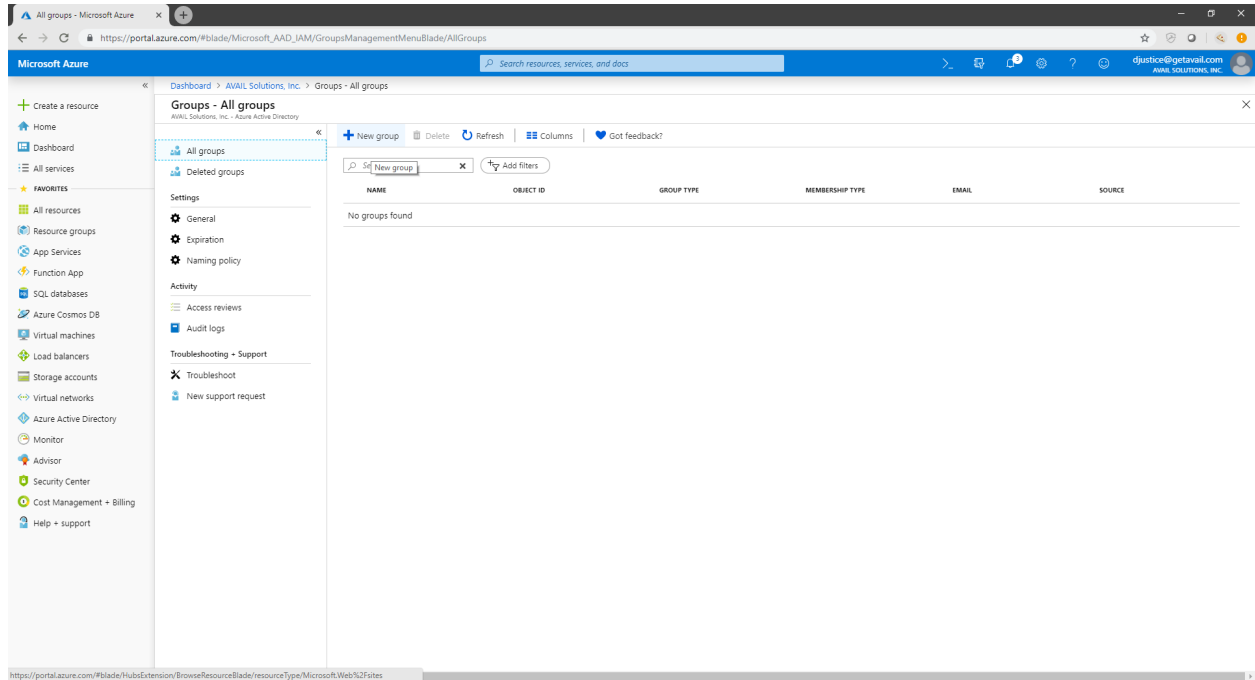 All groups - Microsoft Azure
https://portal.azure.com/#blade/Microsoft_AAD_IAM/GroupsManagementMenuBlade/AllGroups
Microsoft Azure
Search resources, services, and docs
3
djustice@getavail.com
AVAIL SOLUTIONS, INC.
Dashboard > AVAIL Solutions, Inc. > Groups - All groups
Groups - All groups
AVAIL Solutions, Inc. - Azure Active Directory
Create a resource
Home
Dashboard
All services
FAVORITES
All resources
Resource groups
App Services
Function App
SQL databases
Azure Cosmos DB
Virtual machines
Load balancers
Storage accounts
Virtual networks
Azure Active Directory
Monitor
Advisor
Security Center
Cost Management + Billing
Help + support
All groups
Deleted groups
Settings
General
Expiration
Naming policy
Activity
Access reviews
Audit logs
Troubleshooting + Support
Troubleshoot
New support request
New group Delete Refresh Columns Got feedback?
New group Add filters
NAME OBJECT ID GROUP TYPE MEMBERSHIP TYPE EMAIL SOURCE
No groups found
https://portal.azure.com/#blade/HubsExtension/BrowseResourceBlade/resourceType/Microsoft.Web%2Fsites